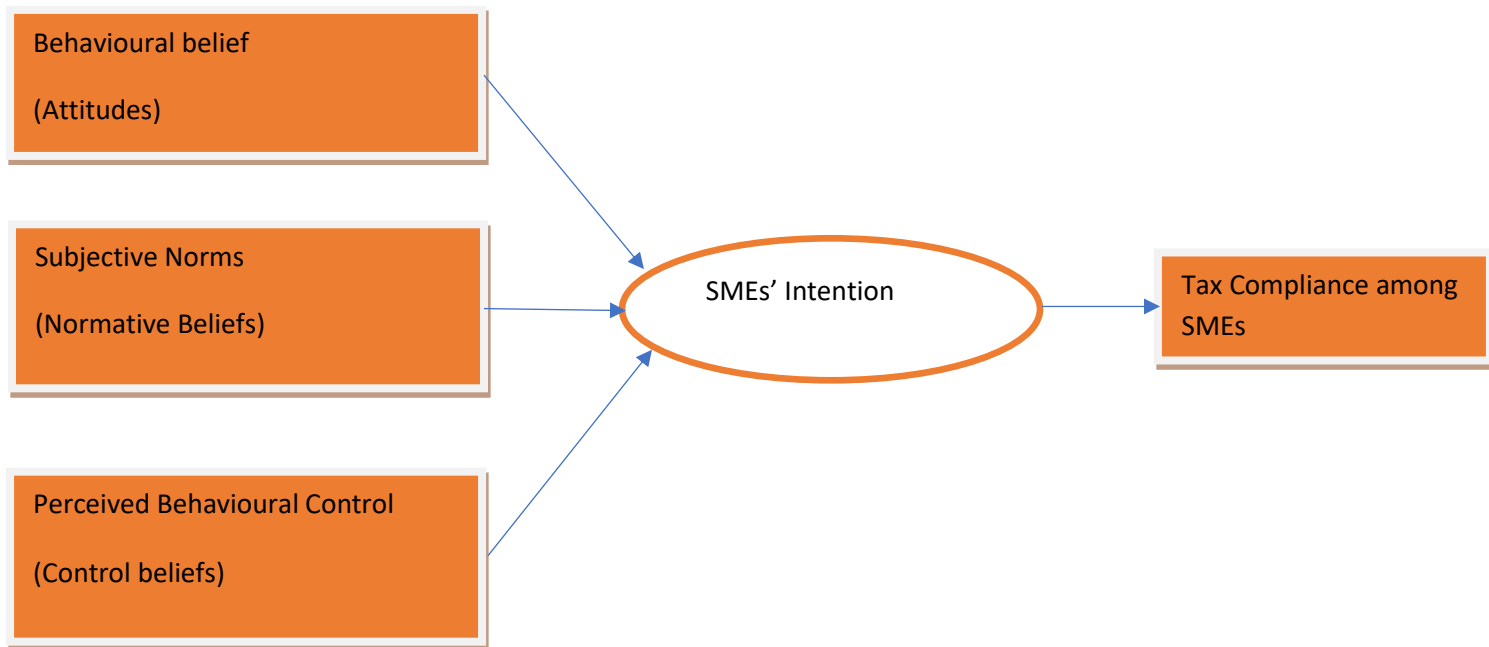 Behavioural belief
(Attitudes)
Subjective Norms
(Normative Beliefs)
Perceived Behavioural Control
(Control beliefs)
SMEs’ Intention
Tax Compliance among
SMEs